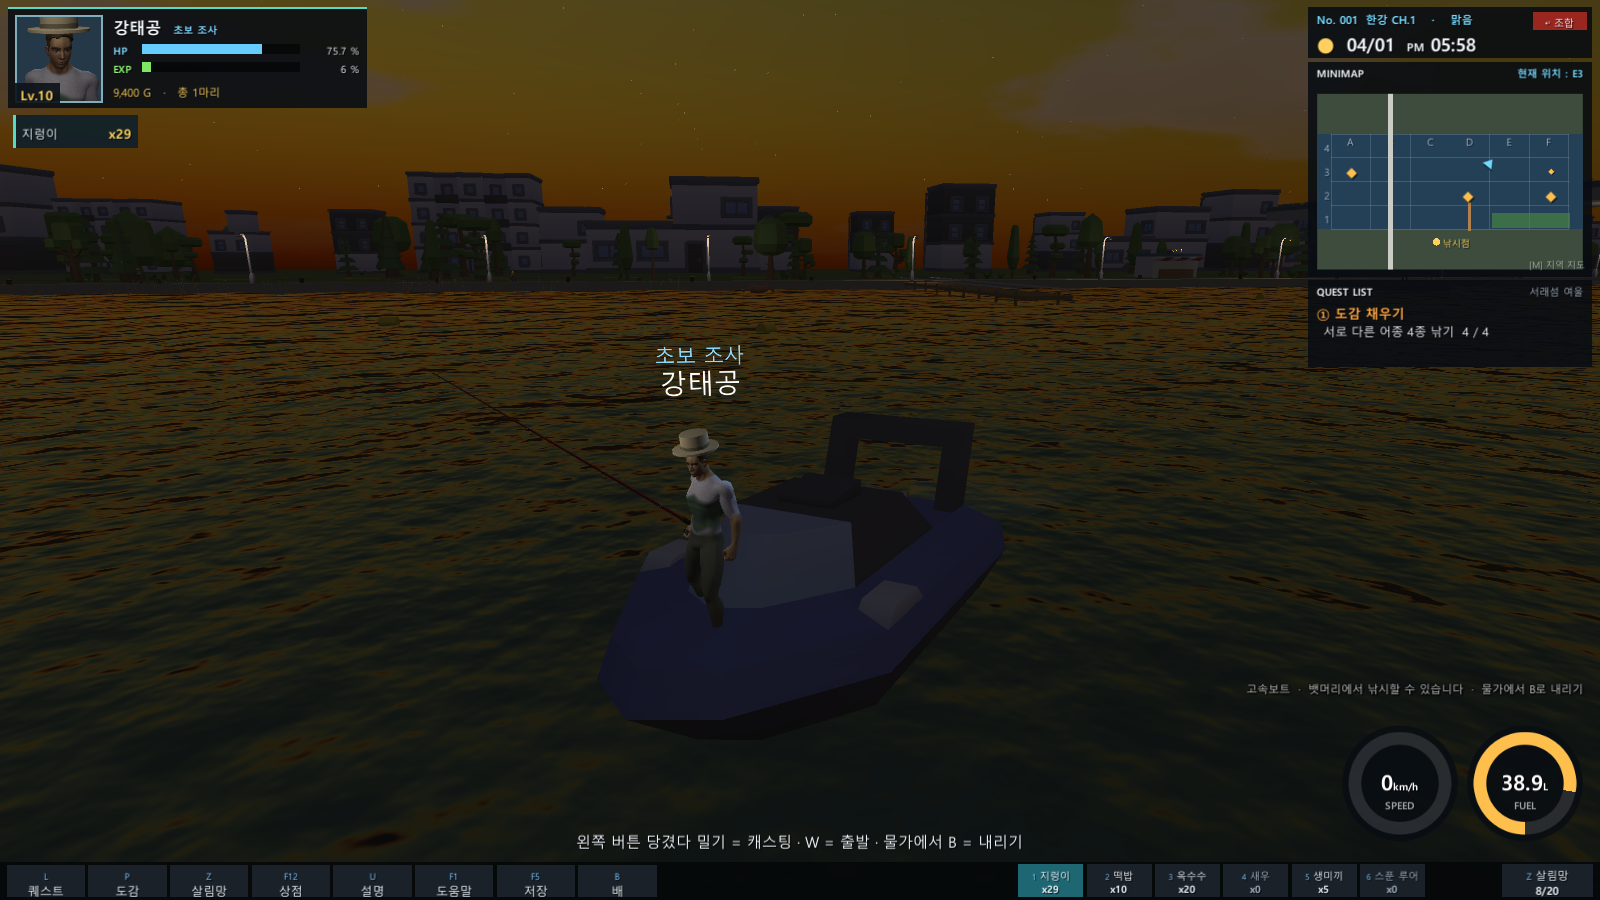 강태공 초보 조사
HP 75.7 %
EXP 6 %
Lv.10
9,400 G · 총 1마리
지렁이 x29
No. 001 한강 CH.1 · 맑음
조합
04/01 PM 05:58
MINIMAP 현재 위치 : E3
A C D E F
4
3
2
1
낚시점
[M] 지역 지도
QUEST LIST 서래섬 여울
① 도감 채우기
서로 다른 어종 4종 낚기 4 / 4
초보 조사
강태공
고속보트 · 뱃머리에서 낚시할 수 있습니다 · 물가에서 B로 내리기
0km/h
SPEED
38.9L
FUEL
왼쪽 버튼 당겼다 밀기 = 캐스팅 · W = 출발 · 물가에서 B = 내리기
L 퀘스트
P 도감
Z 살림망
F12 상점
U 설명
F1 도움말
F5 저장
B 배
1 지렁이 x29
2 떡밥 x10
3 옥수수 x20
4 새우 x0
5 생미끼 x5
6 스푼 루어 x0
Z 살림망 8/20